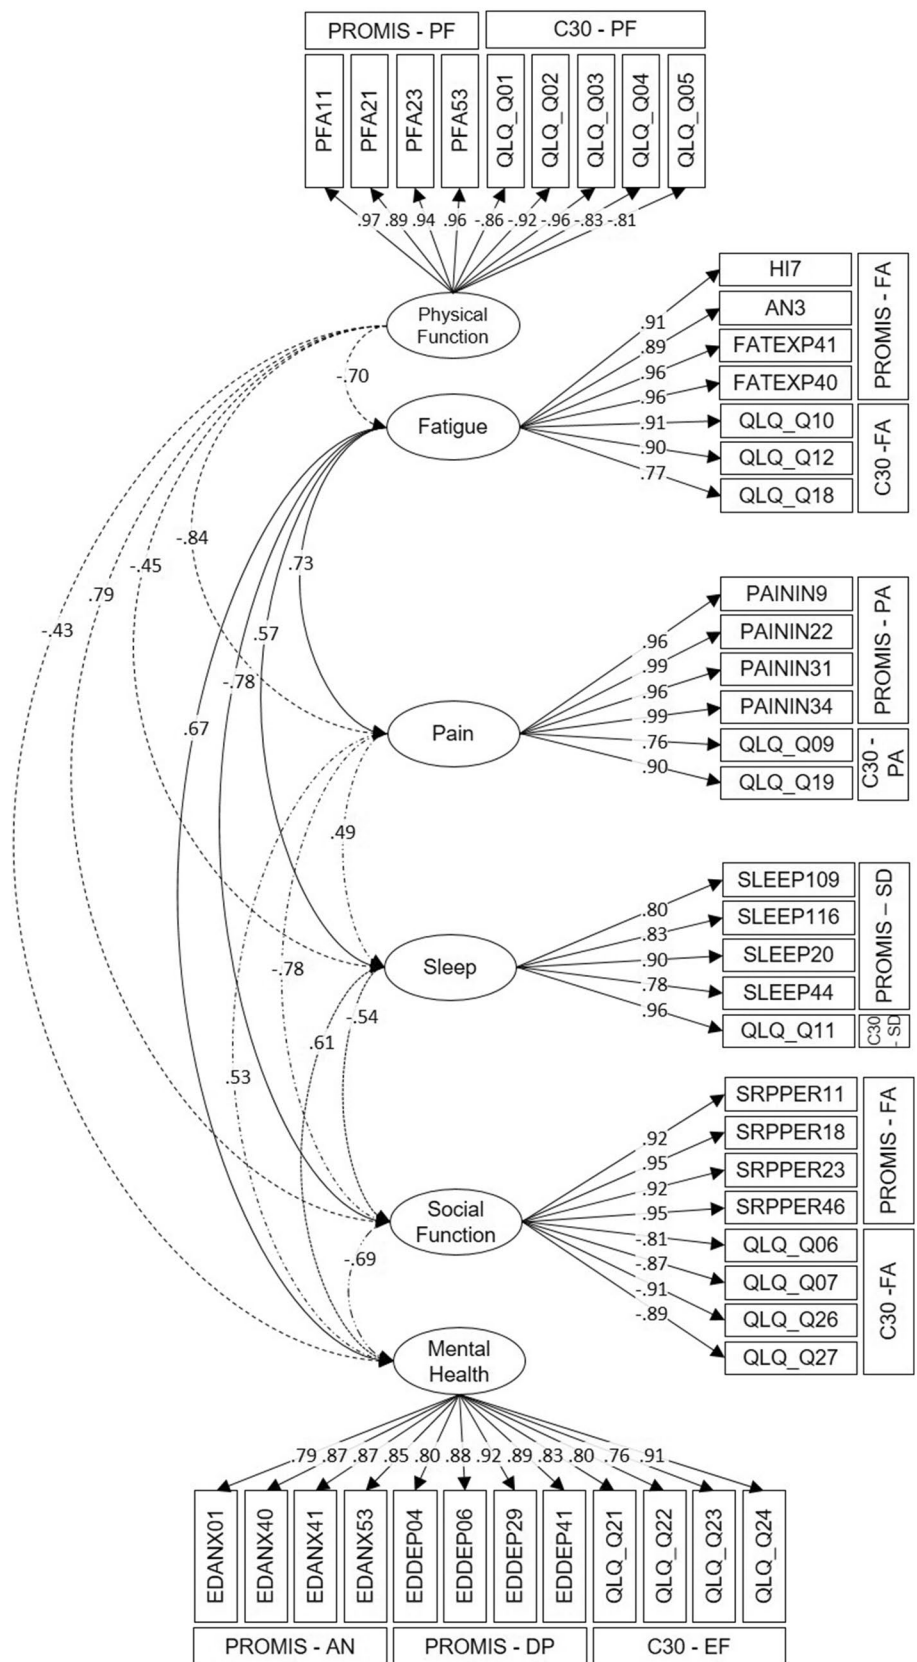 PROMIS - PF
C30 - PF
PFA11
PFA21
PFA23
PFA53
QLQ_Q01
QLQ_Q02
QLQ_Q03
QLQ_Q04
QLQ_Q05
.97 .89 .94 .96 -.86 -.92 -.96 -.83 -.81
Physical
Function
-.70
Fatigue
.91
.89
.96
.96
.91
.90
.77
HI7
AN3
FATEXP41
FATEXP40
QLQ_Q10
QLQ_Q12
QLQ_Q18
PROMIS - FA
C30 -FA
-.84
-.45
.79
-.43
.73
.57
-.78
.67
Pain
.96
.99
.96
.99
.76
.90
PAININ9
PAININ22
PAININ31
PAININ34
QLQ_Q09
QLQ_Q19
PROMIS - PA
C30 -
PA
.49
-.78
.53
Sleep
.80
.83
.90
.78
.96
SLEEP109
SLEEP116
SLEEP20
SLEEP44
QLQ_Q11
PROMIS – SD
C30
- SD
-.54
.61
Social
Function
.92
.95
.92
.95
-.81
-.87
-.91
-.89
SRPPER11
SRPPER18
SRPPER23
SRPPER46
QLQ_Q06
QLQ_Q07
QLQ_Q26
QLQ_Q27
PROMIS - FA
C30 -FA
-.69
Mental
Health
.79 .87 .87 .85 .80 .88 .92 .89 .83 .80 .76 .91
EDANX01
EDANX40
EDANX41
EDANX53
EDDEP04
EDDEP06
EDDEP29
EDDEP41
QLQ_Q21
QLQ_Q22
QLQ_Q23
QLQ_Q24
PROMIS - AN
PROMIS - DP
C30 - EF